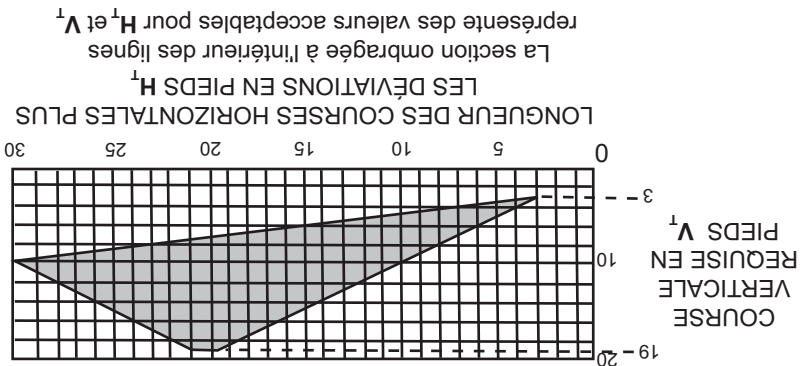 20
19
COURSE
VERTICALE
REQUISE EN
PIEDS V_T
10
3
0 5 10 15 20 25 30
LONGUEUR DES COURSES HORIZONTALES PLUS
LES DÉVIATIONS EN PIEDS H_T
La section ombragée à l'intérieur des lignes
représente des valeurs acceptables pour H_T et V_T